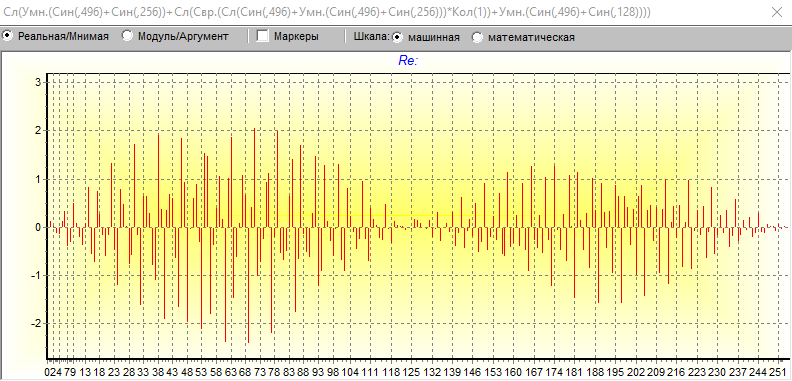 Сл(Умн.(Син(,496)+Син(,256))+Сл(Свр.(Сл(Син(,496)+Умн.(Син(,496)+Син(,256)))*Кол(1))+Умн.(Син(,496)+Син(,128))))
Реальная/Мнимая Модуль/Аргумент Маркеры Шкала: машинная математическая
Re:
3
2
1
0
-1
-2
024 79 13 18 23 28 33 38 43 48 53 58 63 68 73 78 83 88 93 98 104 111 118 125 132 139 146 153 160 167 174 181 188 195 202 209 216 223 230 237 244 251